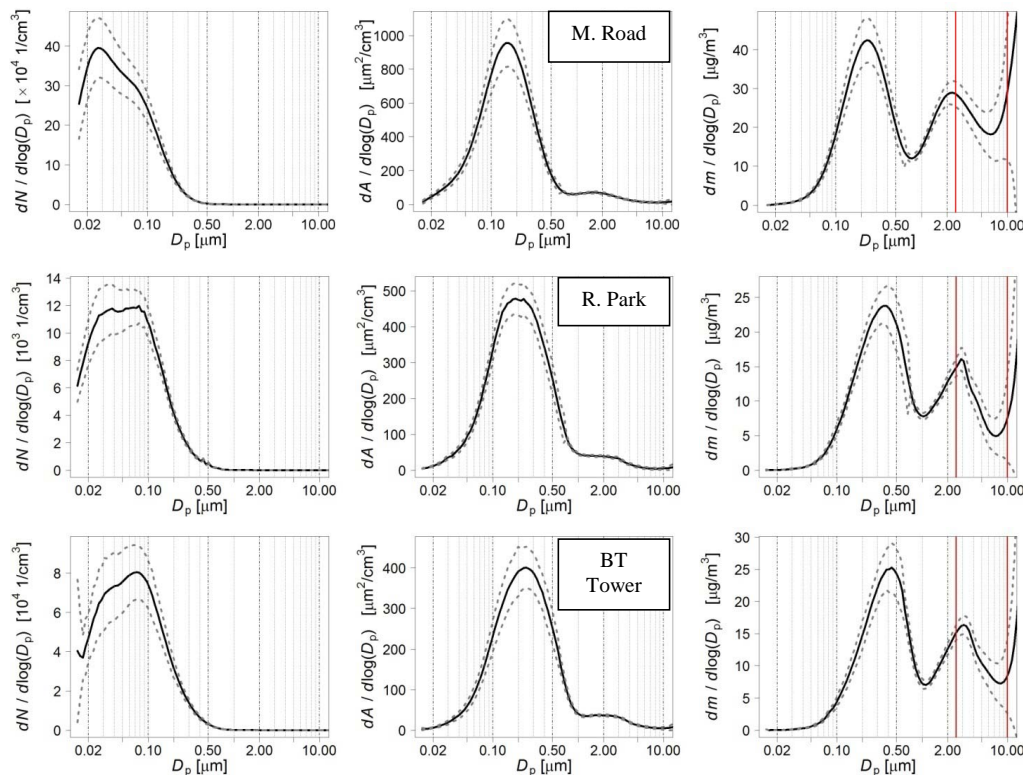 dN / dlog(Dp) [ × 10⁴ 1/cm³]
40
30
20
10
0
0.02 0.10 0.50 2.00 10.00
Dp [µm]
dA / dlog(Dp) [µm²/cm³]
1000
800
600
400
200
0
0.02 0.10 0.50 2.00 10.00
Dp [µm]
M. Road
dm / dlog(Dp) [µg/m³]
40
30
20
10
0
0.02 0.10 0.50 2.00 10.00
Dp [µm]
dN / dlog(Dp) [10³ 1/cm³]
14
12
10
8
6
4
2
0
0.02 0.10 0.50 2.00 10.00
Dp [µm]
dA / dlog(Dp) [µm²/cm³]
500
400
300
200
100
0
0.02 0.10 0.50 2.00 10.00
Dp [µm]
R. Park
dm / dlog(Dp) [µg/m³]
25
20
15
10
5
0
0.02 0.10 0.50 2.00 10.00
Dp [µm]
dN / dlog(Dp) [10⁴ 1/cm³]
8
6
4
2
0
0.02 0.10 0.50 2.00 10.00
Dp [µm]
dA / dlog(Dp) [µm²/cm³]
400
300
200
100
0
0.02 0.10 0.50 2.00 10.00
Dp [µm]
BT
Tower
dm / dlog(Dp) [µg/m³]
30
25
20
15
10
5
0
0.02 0.10 0.50 2.00 10.00
Dp [µm]